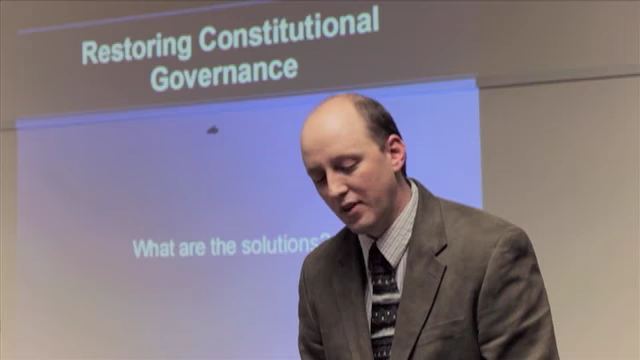 Restoring Constitutional
Governance
What are the solutions?